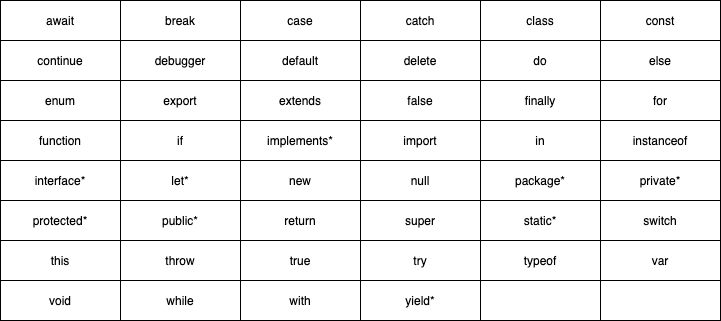 await break case catch class const
continue debugger default delete do else
enum export extends false finally for
function if implements* import in instanceof
interface* let* new null package* private*
protected* public* return super static* switch
this throw true try typeof var
void while with yield*